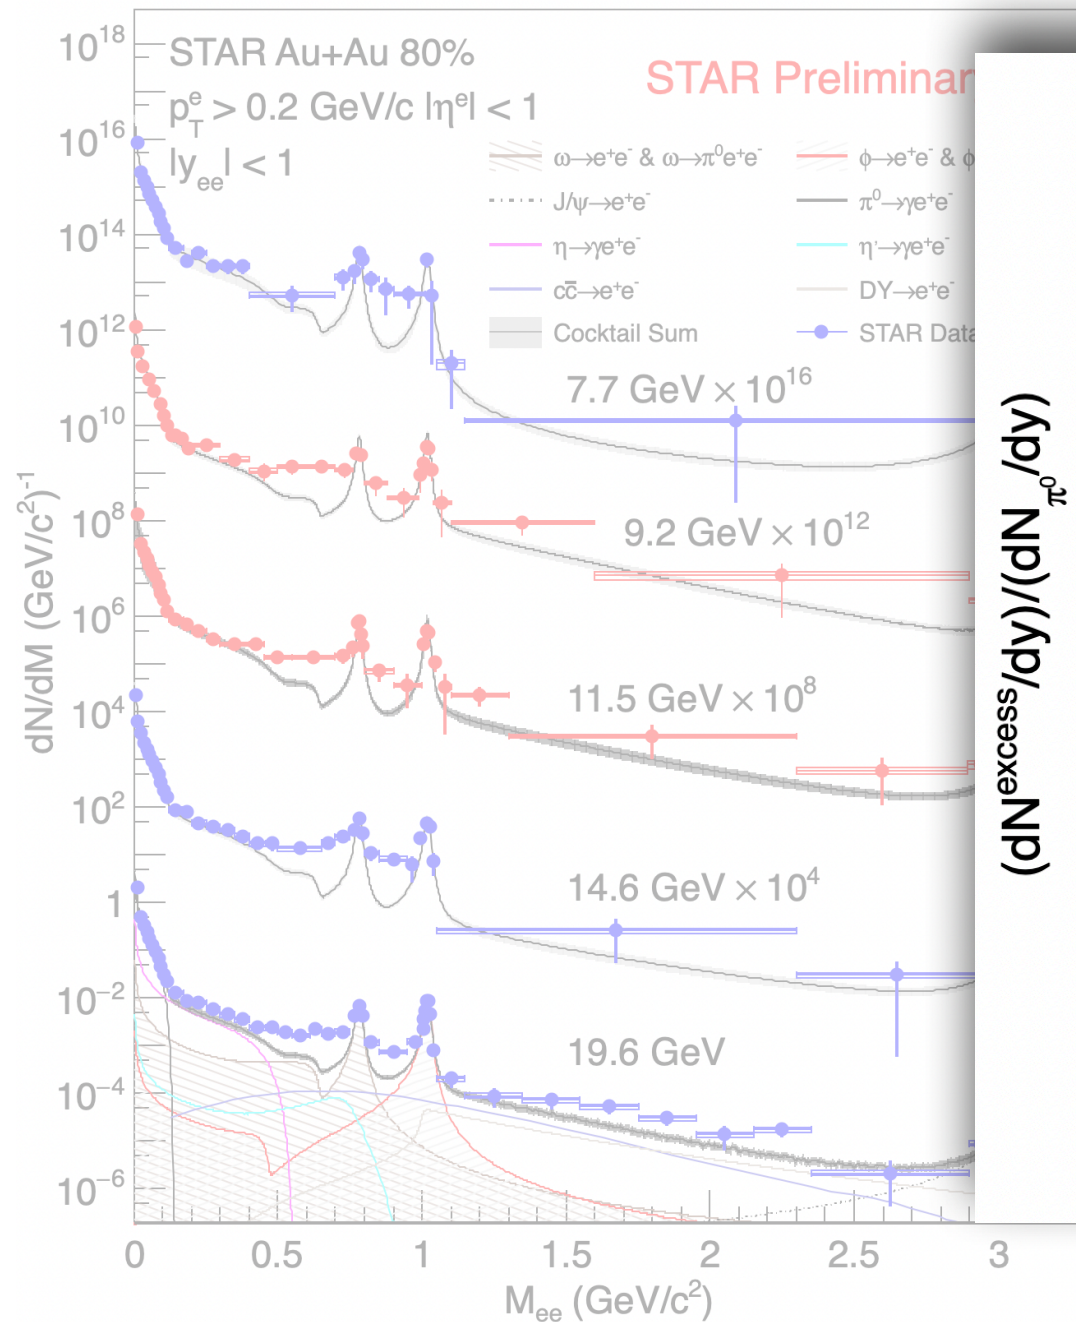 10^18
10^16
10^14
10^12
10^10
10^8
10^6
10^4
10^2
1
10^-2
10^-4
10^-6
dN/dM (GeV/c^2)^-1
STAR Au+Au 80%
p_T^e > 0.2 GeV/c |η^e| < 1
|y_ee| < 1
STAR Preliminar
ω→e⁺e⁻ & ω→π⁰e⁺e⁻
φ→e⁺e⁻ & φ
J/ψ→e⁺e⁻
π⁰→γe⁺e⁻
η→γe⁺e⁻
η'→γe⁺e⁻
cc̄→e⁺e⁻
DY→e⁺e⁻
Cocktail Sum
STAR Data
7.7 GeV × 10^16
9.2 GeV × 10^12
11.5 GeV × 10^8
14.6 GeV × 10^4
19.6 GeV
0 0.5 1 1.5 2 2.5 3
M_ee (GeV/c^2)
(dN^excess/dy)/(dN_π⁰/dy)